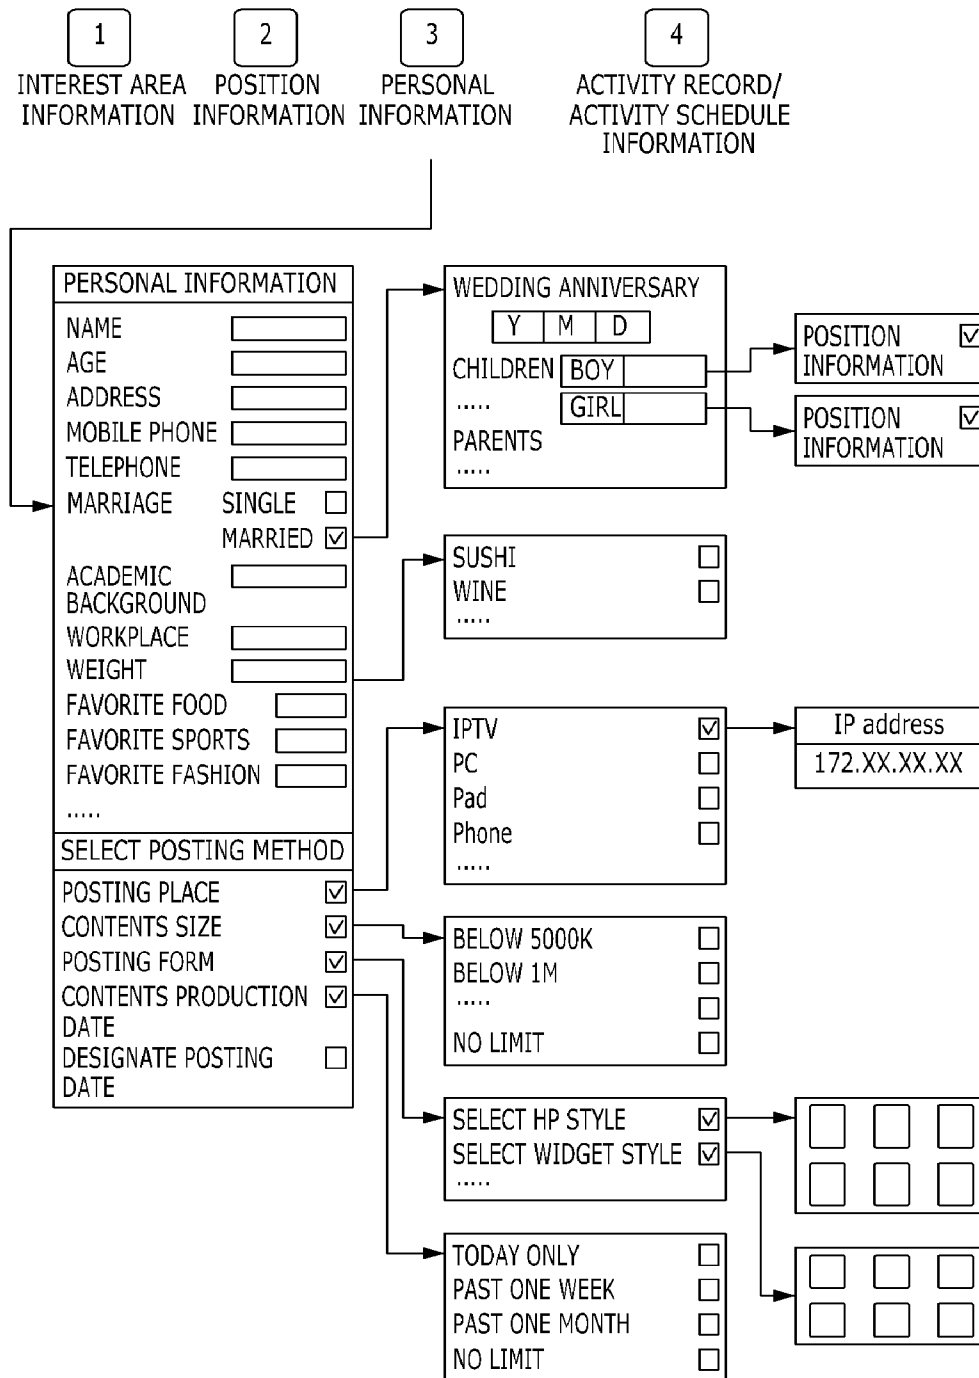 1
2
3
4
INTEREST AREA
INFORMATION
POSITION
INFORMATION
PERSONAL
INFORMATION
ACTIVITY RECORD/
ACTIVITY SCHEDULE
INFORMATION
PERSONAL INFORMATION
NAME
AGE
ADDRESS
MOBILE PHONE
TELEPHONE
MARRIAGE SINGLE
MARRIED
ACADEMIC
BACKGROUND
WORKPLACE
WEIGHT
FAVORITE FOOD
FAVORITE SPORTS
FAVORITE FASHION
.....
SELECT POSTING METHOD
POSTING PLACE
CONTENTS SIZE
POSTING FORM
CONTENTS PRODUCTION
DATE
DESIGNATE POSTING
DATE
WEDDING ANNIVERSARY
Y M D
CHILDREN BOY
..... GIRL
PARENTS
.....
POSITION
INFORMATION
POSITION
INFORMATION
SUSHI
WINE
.....
IPTV
PC
Pad
Phone
.....
IP address
172.XX.XX.XX
BELOW 5000K
BELOW 1M
.....
NO LIMIT
SELECT HP STYLE
SELECT WIDGET STYLE
.....
TODAY ONLY
PAST ONE WEEK
PAST ONE MONTH
NO LIMIT